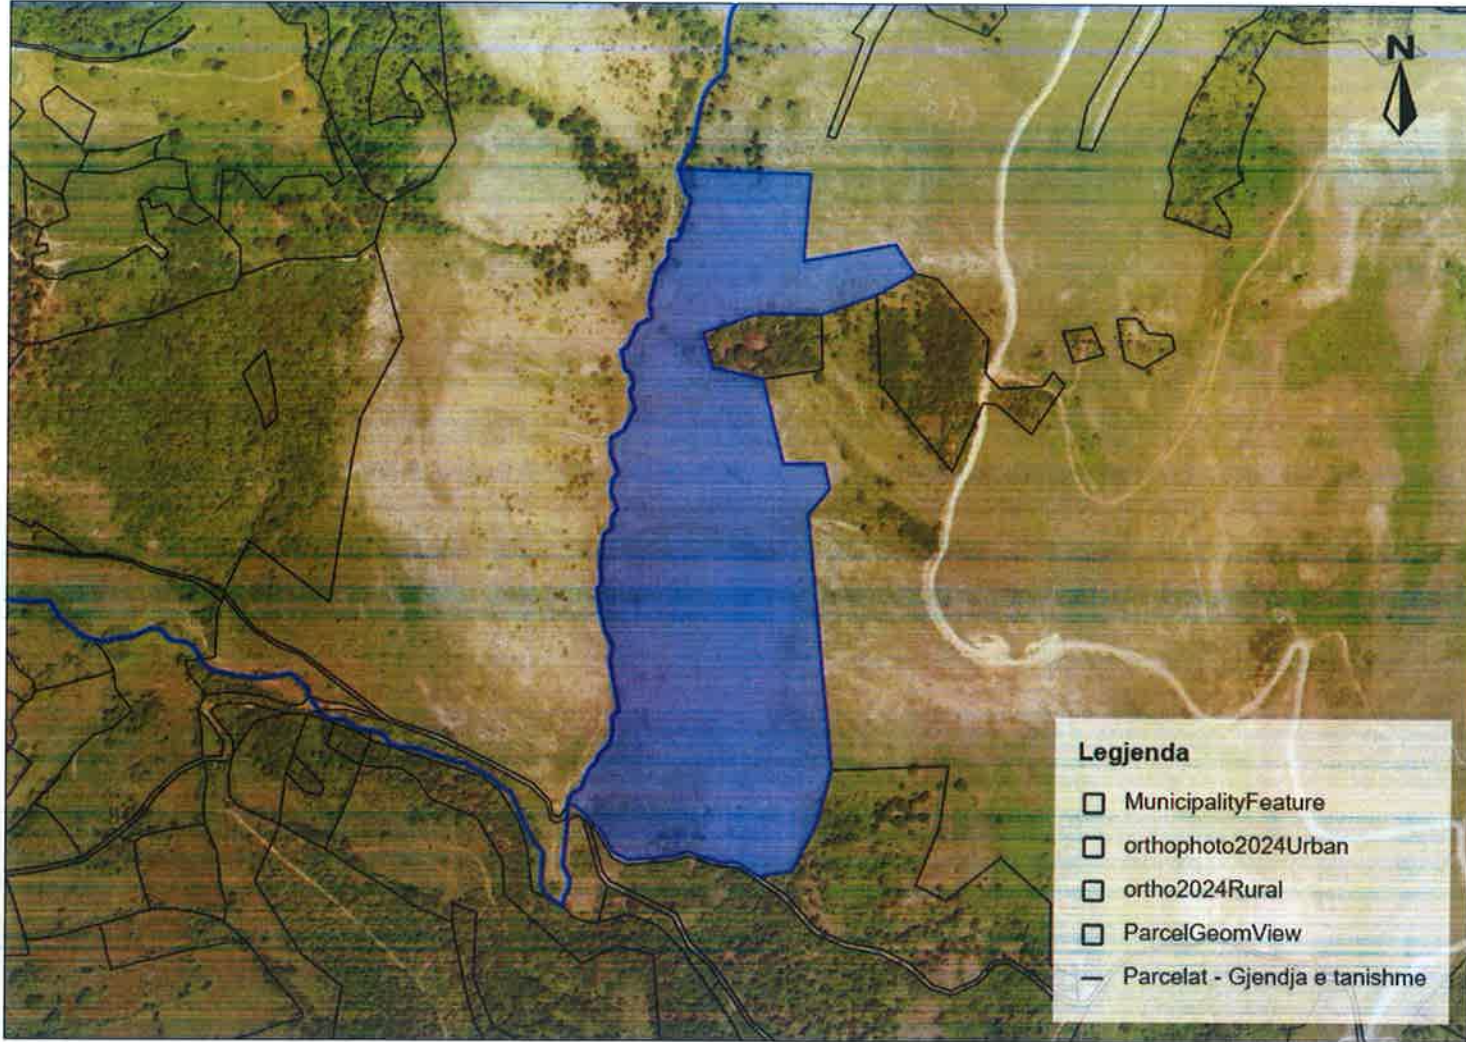 N
Legjenda
MunicipalityFeature
orthophoto2024Urban
ortho2024Rural
ParcelGeomView
Parcelat - Gjendja e tanishme